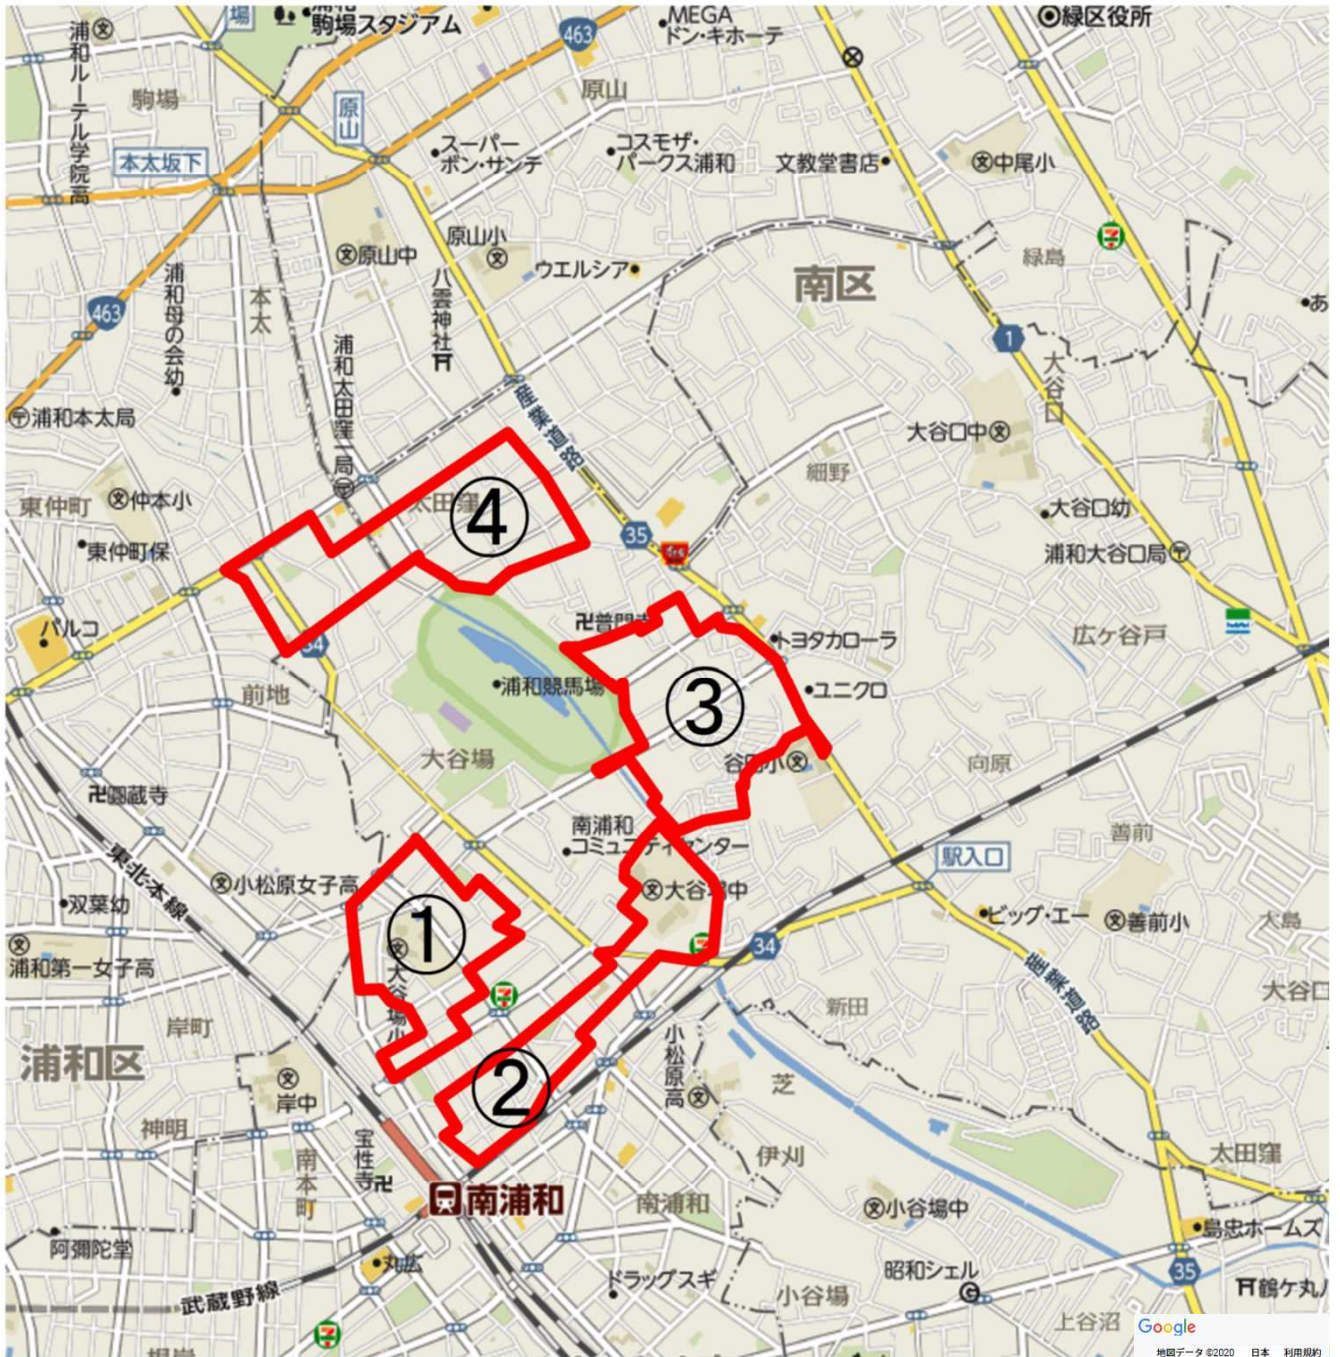 場
駒場スタジアム
463
MEGA
ドン・キホーテ
緑区役所
浦和ルーテル学院高
駒場
原山
原山
本太坂下
スーパー
ボン・サンテ
コスモザ・
パークス浦和
文教堂書店
中尾小
原山中
原山小
ウエルシア
緑島
南区
本太
八雲神社
浦和母の会幼
463
浦和太田窪一局
1
大谷口
あ
産業道路
浦和本太局
大谷口中
細野
東仲町
仲本小
太田窪
④
大谷口幼
東仲町保
35
浦和大谷口局
パルコ
34
トヨタカローラ
広ケ谷戸
前地
浦和競馬場
③
ユニクロ
大谷場
向原
圓蔵寺
南浦和
コミュニティセンター
善前
駅入口
東北本線
小松原女子高
双葉幼
大谷場中
①
ビッグ・エー
善前小
大島
浦和第一女子高
34
大谷場小
産業道路
大谷口
新田
岸町
浦和区
小松原高
岸中
②
芝
神明
宝性寺
伊刈
太田窪
南本町
南浦和
南浦和
小谷場中
島忠ホームズ
阿彌陀堂
丸広
昭和シェル
35
ドラッグスギ
武蔵野線
小谷場
鶴ケ丸
上谷沼
Google
地図データ ©2020 日本 利用規約